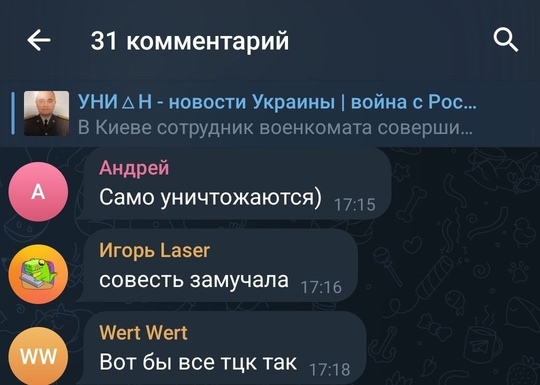 31 комментарий
УНИ△Н - новости Украины | война с Рос...
В Киеве сотрудник военкомата соверши...
Андрей
А
Само уничтожаются) 17:15
Игорь Laser
совесть замучала 17:16
Wert Wert
WW
Вот бы все тцк так 17:18